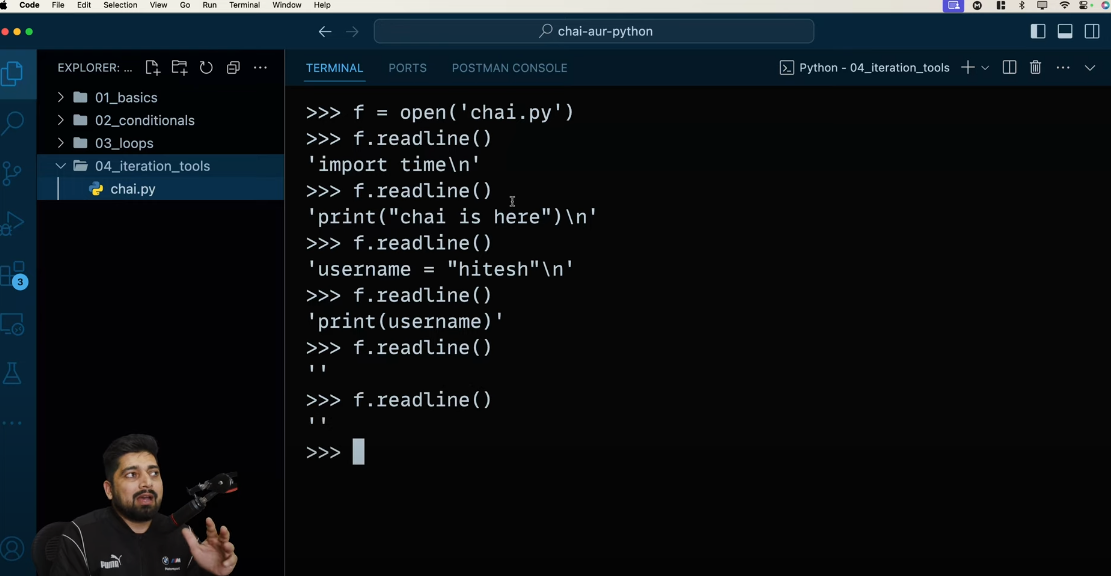 Code File Edit Selection View Go Run Terminal Window Help
chai-aur-python
EXPLORER: ...
TERMINAL PORTS POSTMAN CONSOLE
Python - 04_iteration_tools
01_basics
02_conditionals
03_loops
04_iteration_tools
chai.py
3
>>> f = open('chai.py')
>>> f.readline()
'import time\n'
>>> f.readline()
'print("chai is here")\n'
>>> f.readline()
'username = "hitesh"\n'
>>> f.readline()
'print(username)'
>>> f.readline()
''
>>> f.readline()
''
>>>
PUMA